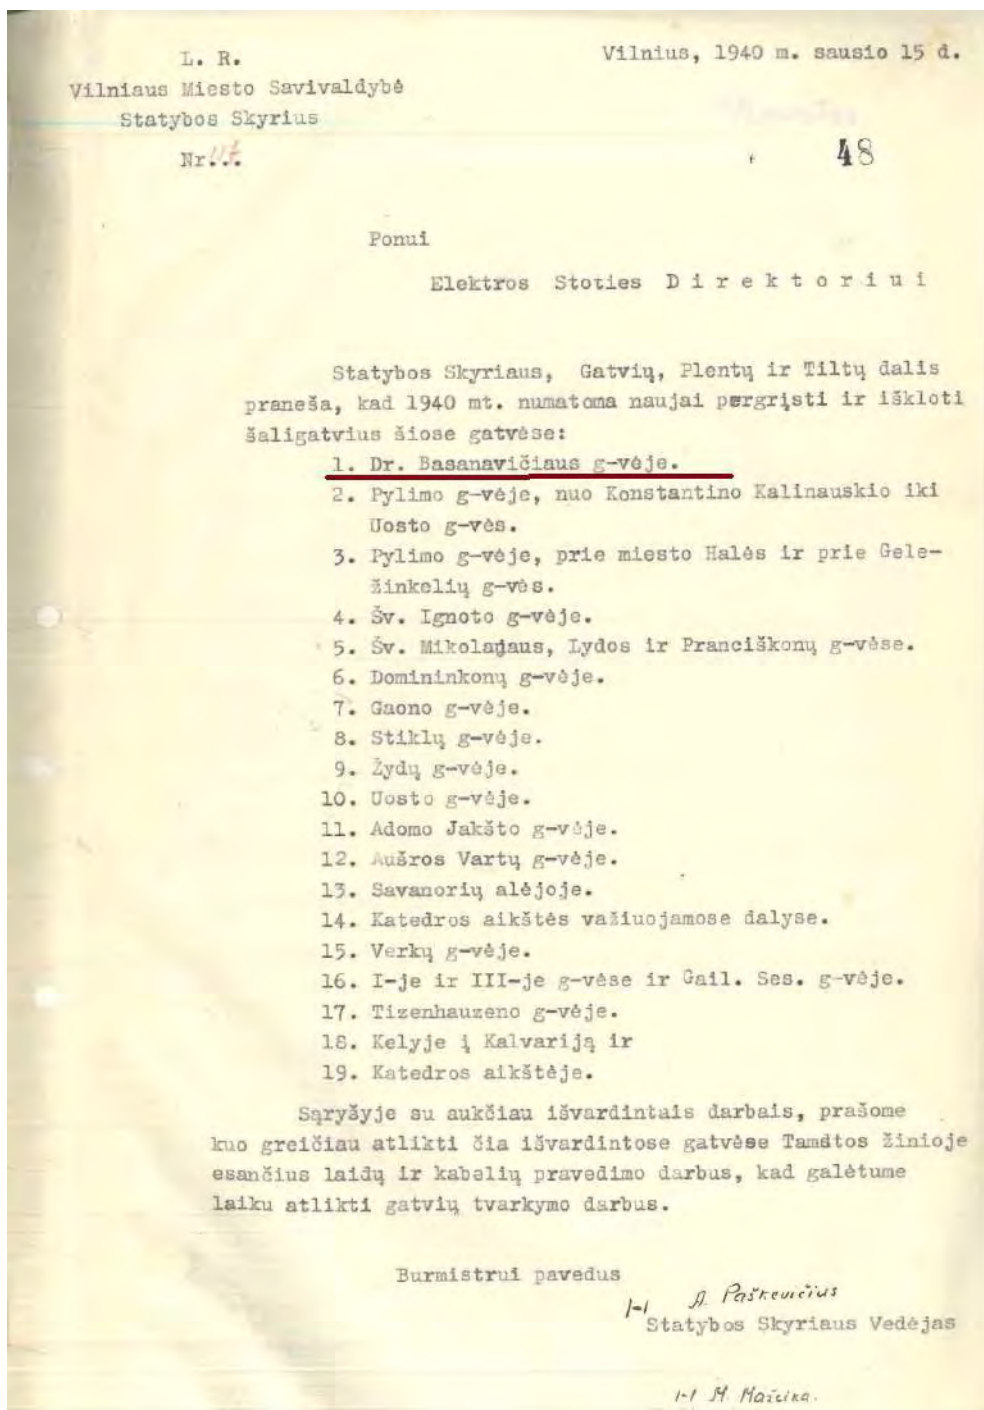 L. R.
Vilniaus Miesto Savivaldybė
Statybos Skyrius
Nr...
Vilnius, 1940 m. sausio 15 d.
48
Ponui
Elektros Stoties D i r e k t o r i u i
Statybos Skyriaus, Gatvių, Plentų ir Tiltų dalis
praneša, kad 1940 mt. numatoma naujai pergrįsti ir iškloti
šaligatvius šiose gatvėse:
1. Dr. Basanavičiaus g-vėje.
2. Pylimo g-vėje, nuo Konstantino Kalinauskio iki
Uosto g-vės.
3. Pylimo g-vėje, prie miesto Halės ir prie Gele-
žinkelių g-vės.
4. Šv. Ignoto g-vėje.
5. Šv. Mikolajaus, Lydos ir Pranciškonų g-vėse.
6. Domininkonų g-vėje.
7. Gaono g-vėje.
8. Stiklų g-vėje.
9. Žydų g-vėje.
10. Uosto g-vėje.
11. Adomo Jakšto g-vėje.
12. Aušros Vartų g-vėje.
13. Savanorių alėjoje.
14. Katedros aikštės važiuojamose dalyse.
15. Verkų g-vėje.
16. I-je ir III-je g-vėse ir Gail. Ses. g-vėje.
17. Tizenhauzeno g-vėje.
18. Kelyje į Kalvariją ir
19. Katedros aikštėje.
Sąryšyje su aukčiau išvardintais darbais, prašome
kuo greičiau atlikti čia išvardintose gatvėse Tamstos žinioje
esančius laidų ir kabelių pravedimo darbus, kad galėtume
laiku atlikti gatvių tvarkymo darbus.
Burmistrui pavedus
/-/ A. Paškevičius
Statybos Skyriaus Vedėjas
/-/ M. Mažeika.